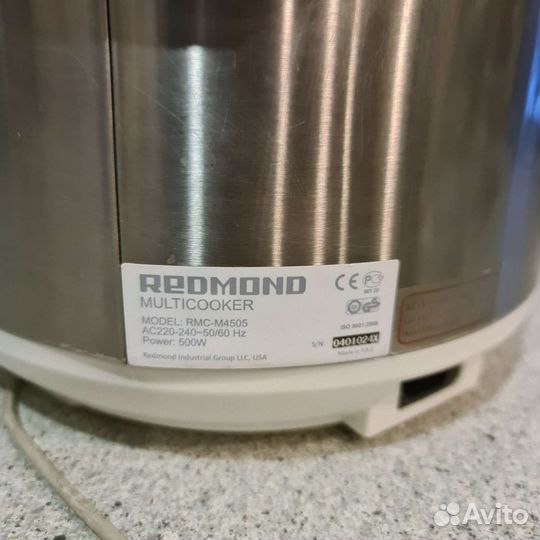 REDMOND
MULTICOOKER
MODEL: RMC-M4505
AC220-240~50/60 Hz
Power: 500W
Redmond Industrial Group LLC, USA
CE
ISO 9001:2008
S/N: 0401024X
Made in P.R.C.
Avito